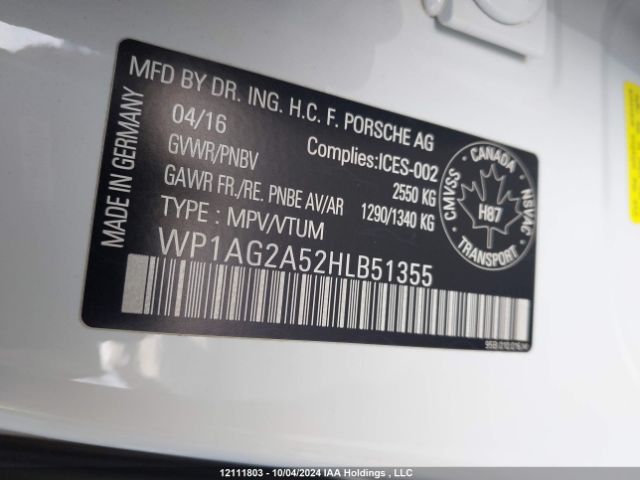 MFD BY DR. ING. H.C. F. PORSCHE AG
MADE IN GERMANY
04/16
Complies:ICES-002
GVWR/PNBV 2550 KG
GAWR FR./RE. PNBE AV/AR 1290/1340 KG
TYPE : MPV/VTUM
WP1AG2A52HLB51355
CANADA
CMVSS
NSVAC
H87
TRANSPORT
12111803 - 10/04/2024 IAA Holdings , LLC